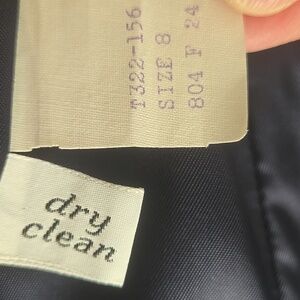 T322-156
SIZE 8
804 F 24
dry
clean